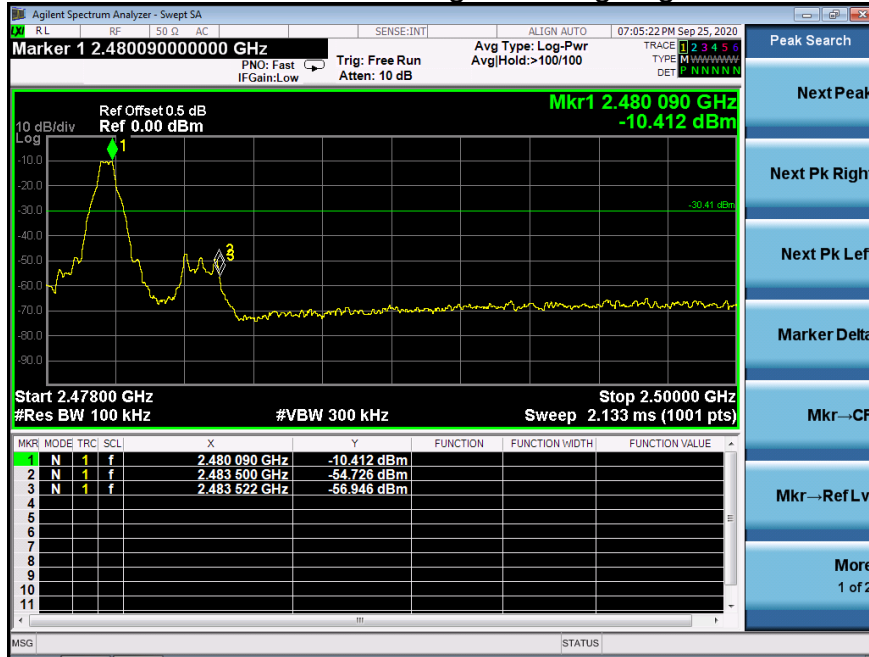 Agilent Spectrum Analyzer - Swept SA
RL RF 50 Ω AC SENSE:INT ALIGN AUTO 07:05:22 PM Sep 25, 2020
Marker 1 2.480090000000 GHz
PNO: Fast
IFGain:Low
Trig: Free Run
Atten: 10 dB
Avg Type: Log-Pwr
Avg|Hold:>100/100
TRACE 1 2 3 4 5 6
TYPE M W W W W W
DET P N N N N N
Peak Search
Mkr1 2.480 090 GHz
-10.412 dBm
Ref Offset 0.5 dB
10 dB/div Ref 0.00 dBm
Log
1
-10.0
-20.0
-30.0
-30.41 dBm
-40.0
2
3
-50.0
-60.0
-70.0
-80.0
-90.0
Start 2.47800 GHz Stop 2.50000 GHz
#Res BW 100 kHz #VBW 300 kHz Sweep 2.133 ms (1001 pts)
MKR MODE TRC SCL X Y FUNCTION FUNCTION WIDTH FUNCTION VALUE
1 N 1 f 2.480 090 GHz -10.412 dBm
2 N 1 f 2.483 500 GHz -54.726 dBm
3 N 1 f 2.483 522 GHz -56.946 dBm
4
5
6
7
8
9
10
11
MSG STATUS
Next Peak
Next Pk Righ
Next Pk Lef
Marker Delta
Mkr→CF
Mkr→Ref Lv
More
1 of 2